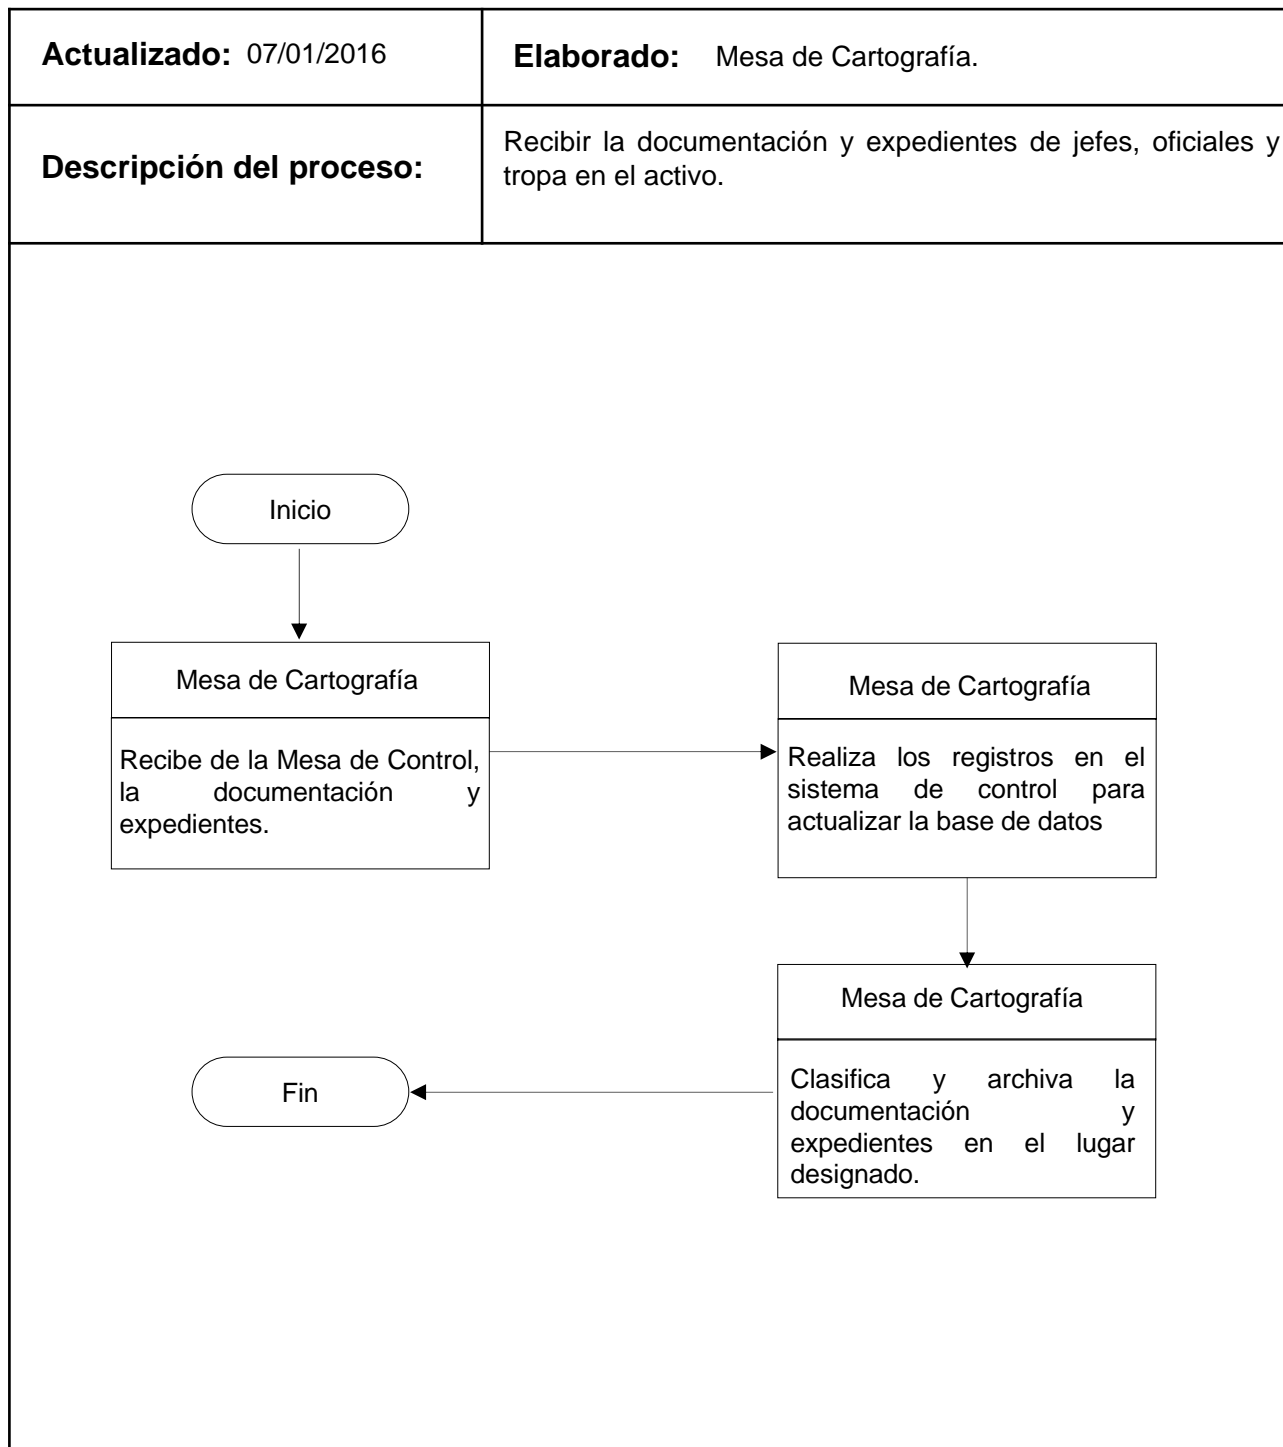 Actualizado: 07/01/2016
Elaborado: Mesa de Cartografía.
Descripción del proceso:
Recibir la documentación y expedientes de jefes, oficiales y
tropa en el activo.
Inicio
Mesa de Cartografía
Recibe de la Mesa de Control,
la documentación y
expedientes.
Mesa de Cartografía
Realiza los registros en el
sistema de control para
actualizar la base de datos
Mesa de Cartografía
Clasifica y archiva la
documentación y
expedientes en el lugar
designado.
Fin